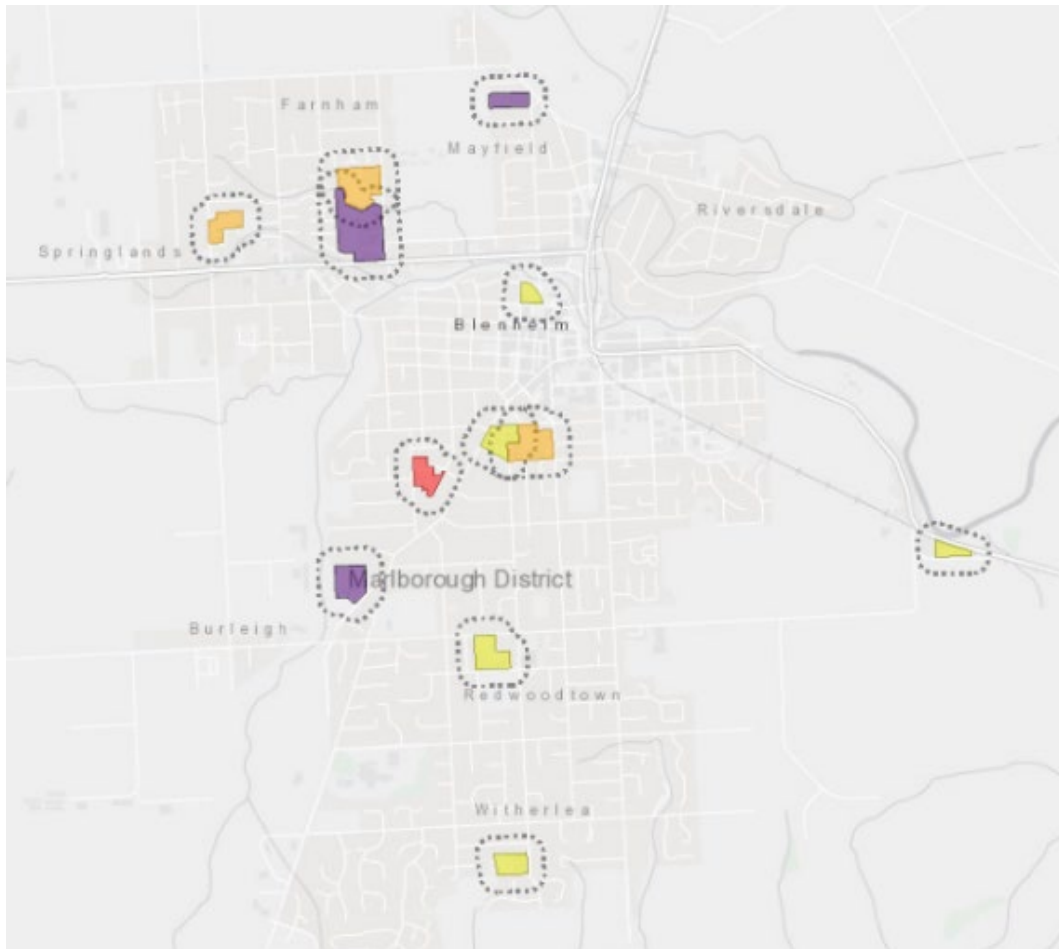 Farnham
Mayfield
Riversdale
Springlands
Blenheim
Marlborough District
Burleigh
Redwoodtown
Witherlea